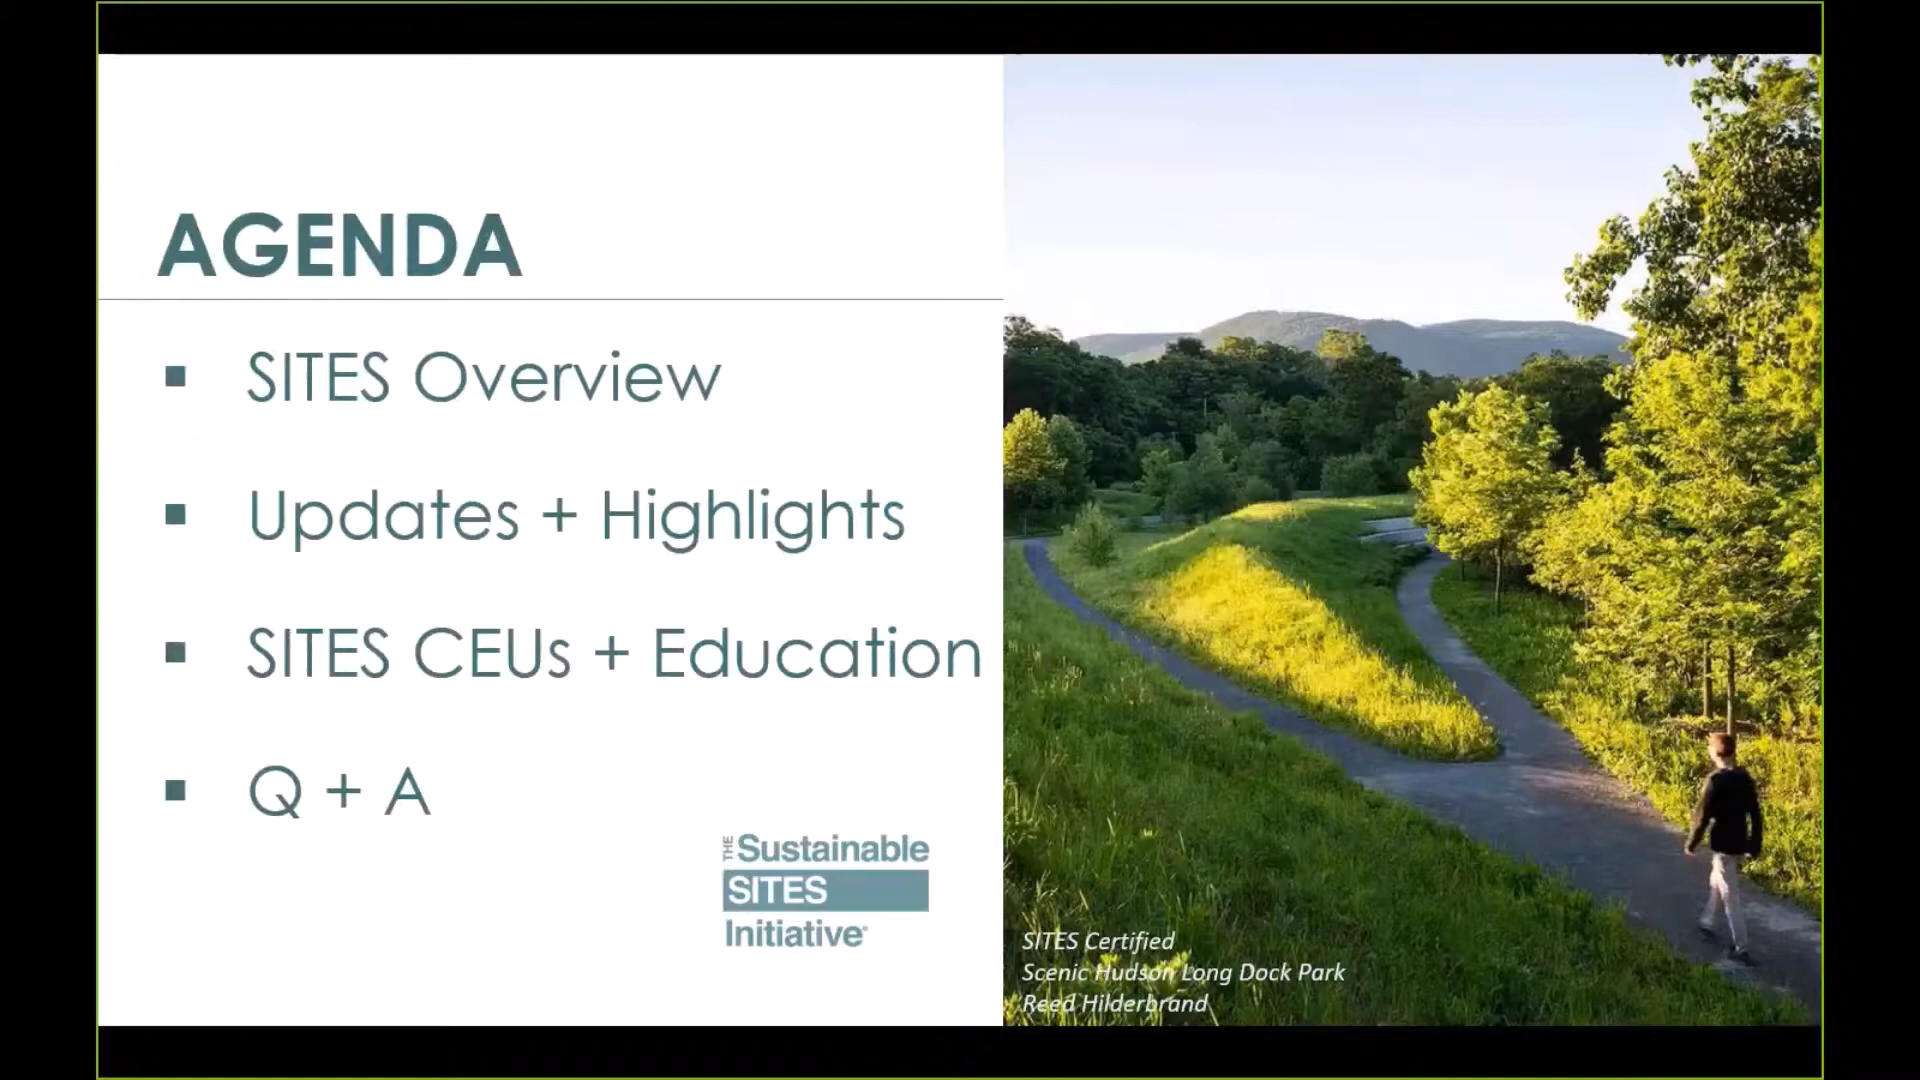 AGENDA
▪ SITES Overview
▪ Updates + Highlights
▪ SITES CEUs + Education
▪ Q + A
THE Sustainable
SITES
Initiative®
SITES Certified
Scenic Hudson Long Dock Park
Reed Hilderbrand